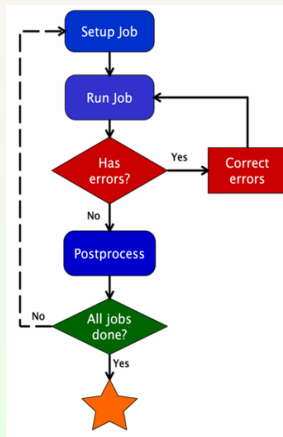 Setup Job
Run Job
Has
errors?
Yes
Correct
errors
No
Postprocess
All jobs
done?
No
Yes